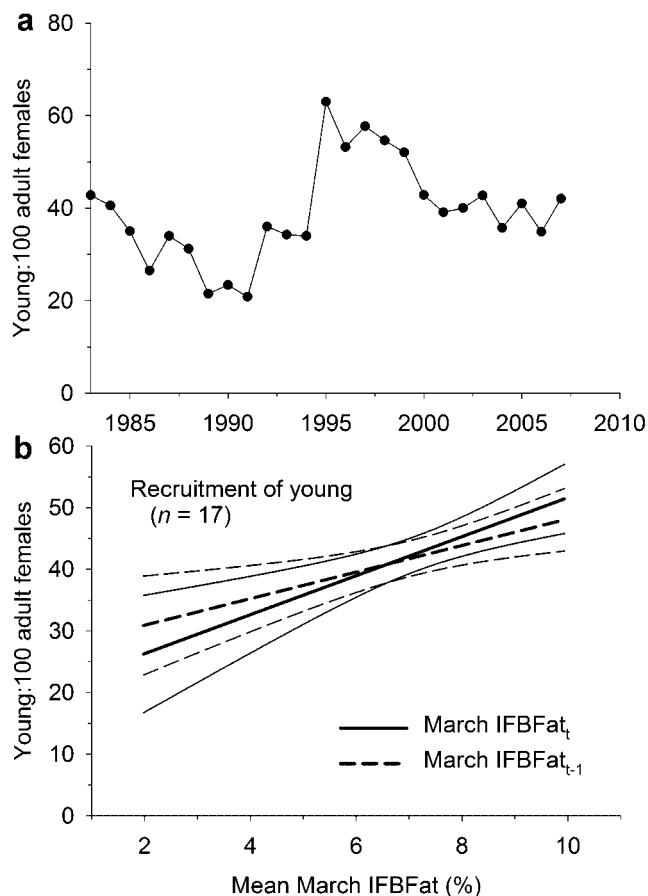 a
80
60
40
20
0
Young:100 adult females
1985 1990 1995 2000 2005 2010
b
60
50
40
30
20
10
0
Young:100 adult females
Recruitment of young
(n = 17)
March IFBFatt
March IFBFatt-1
2 4 6 8 10
Mean March IFBFat (%)